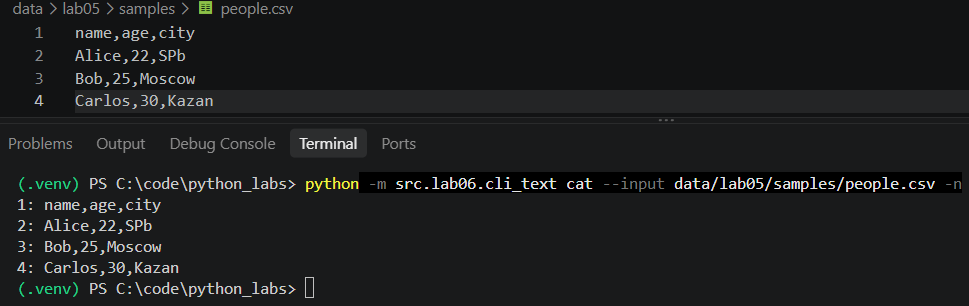 data > lab05 > samples > people.csv
1 name,age,city
2 Alice,22,SPb
3 Bob,25,Moscow
4 Carlos,30,Kazan
Problems Output Debug Console Terminal Ports
(.venv) PS C:\code\python_labs> python -m src.lab06.cli_text cat --input data/lab05/samples/people.csv -n
1: name,age,city
2: Alice,22,SPb
3: Bob,25,Moscow
4: Carlos,30,Kazan
(.venv) PS C:\code\python_labs>